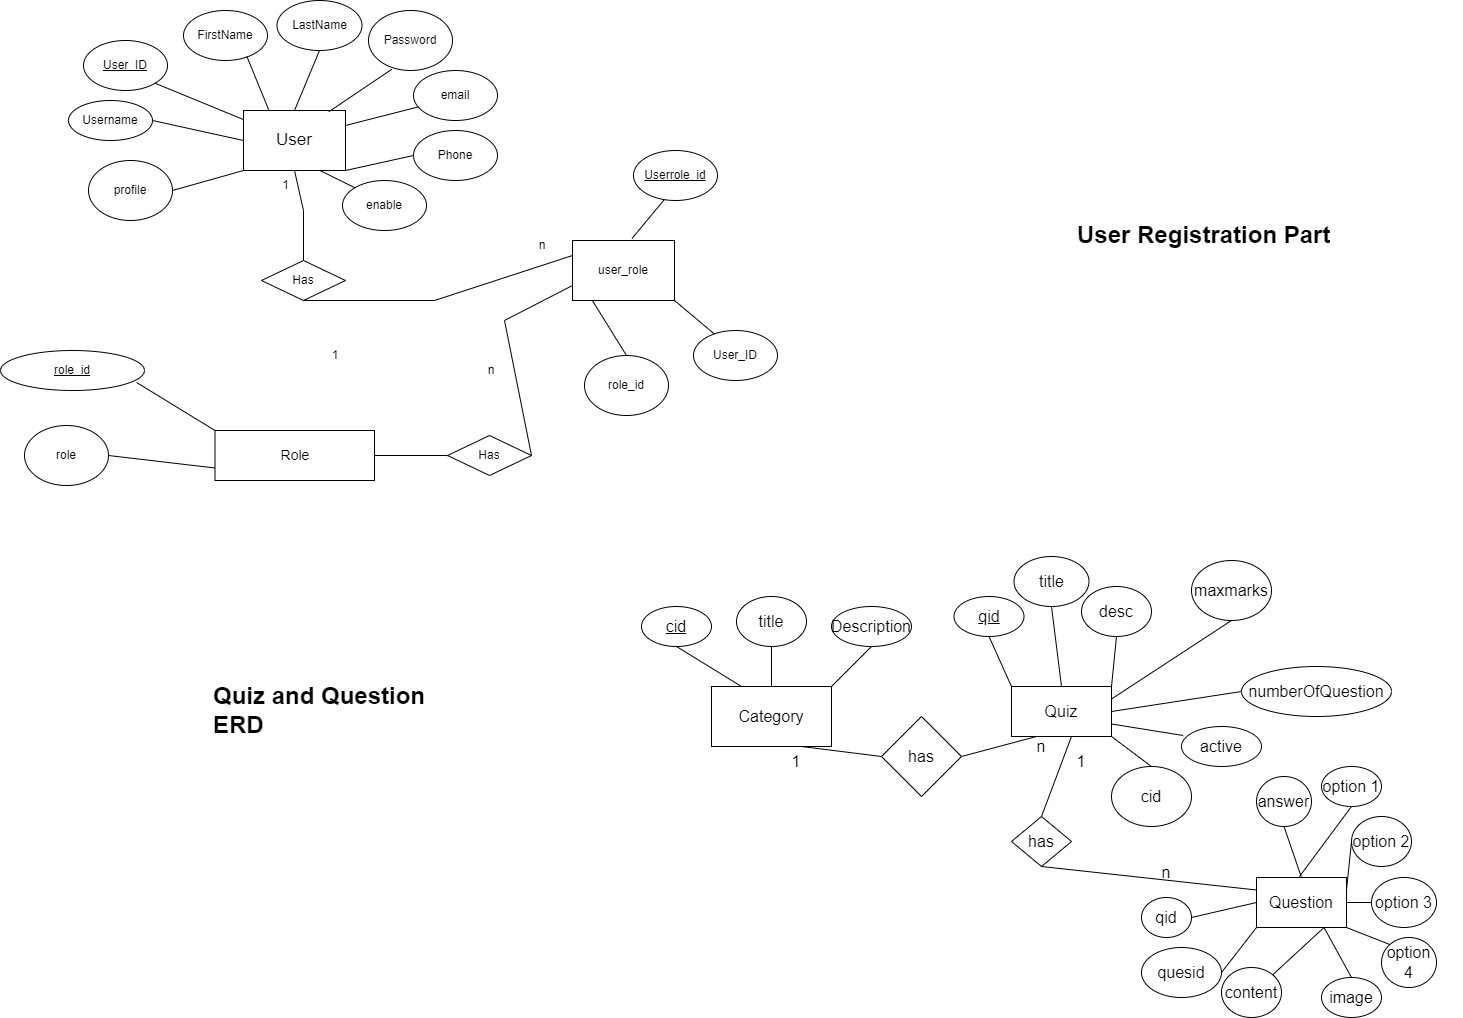 LastName
FirstName
Password
User_ID
email
Username
User
Phone
profile
1
enable
Userrole_id
User Registration Part
n
user_role
Has
1
User_ID
role_id
n
role_id
role
Role
Has
title
maxmarks
cid
title
Description
qid
desc
Quiz and Question
ERD
numberOfQuestion
Category
Quiz
active
1
has
n
1
cid
answer
option 1
has
option 2
n
Question
option 3
qid
option
4
quesid
content
image